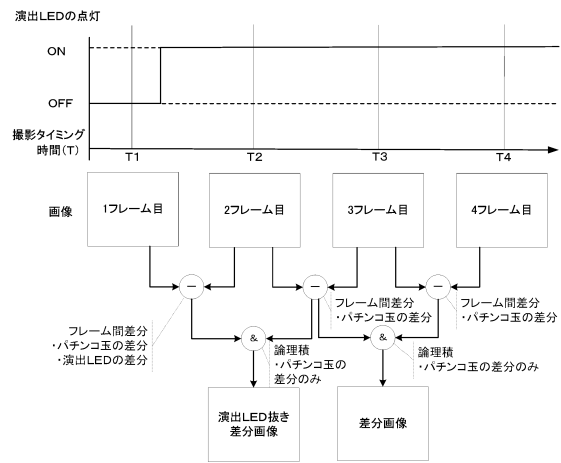 演出LEDの点灯
ON
OFF
撮影タイミング
時間(T)
T1
T2
T3
T4
画像
1フレーム目
2フレーム目
3フレーム目
4フレーム目
−
−
−
フレーム間差分
・パチンコ玉の差分
・演出LEDの差分
フレーム間差分
・パチンコ玉の差分
フレーム間差分
・パチンコ玉の差分
&
論理積
・パチンコ玉の
差分のみ
&
論理積
・パチンコ玉の差分のみ
演出LED抜き
差分画像
差分画像